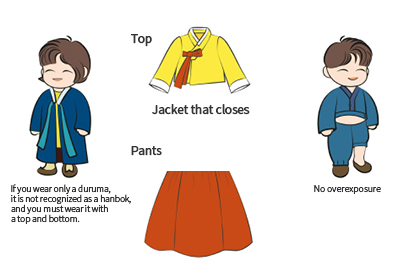 Top
Jacket that closes
Pants
If you wear only a duruma,
it is not recognized as a hanbok,
and you must wear it with
a top and bottom.
No overexposure